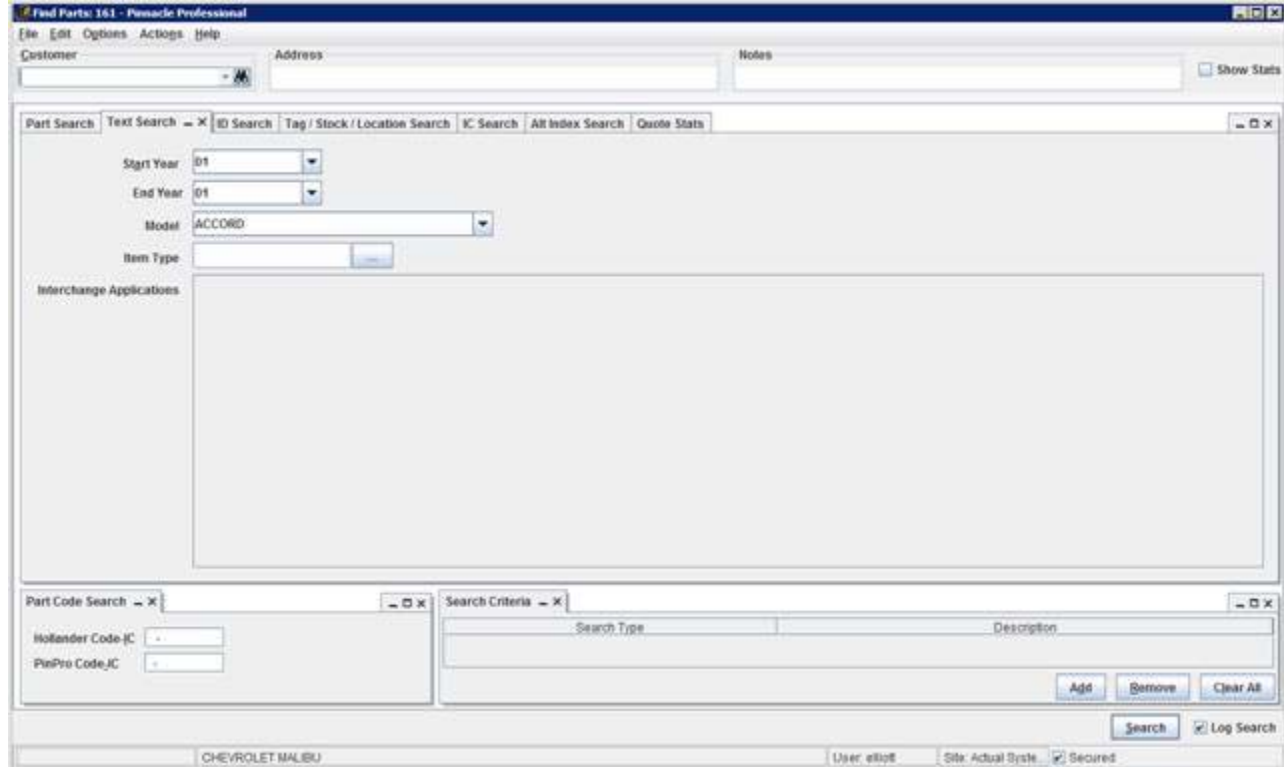 Find Parts: 161 - Pinnacle Professional
File Edit Options Actions Help
Customer Address Notes
Show Stats
Part Search Text Search ID Search Tag / Stock / Location Search IC Search Alt Index Search Quote Stats
Start Year 01
End Year 01
Model ACCORD
Item Type ...
Interchange Applications
Part Code Search Search Criteria
Search Type Description
Hollander Code-IC -
PinPro Code-IC -
Add Remove Clear All
Search Log Search
CHEVROLET MALIBU User: elliott Site: Actual Syste... Secured